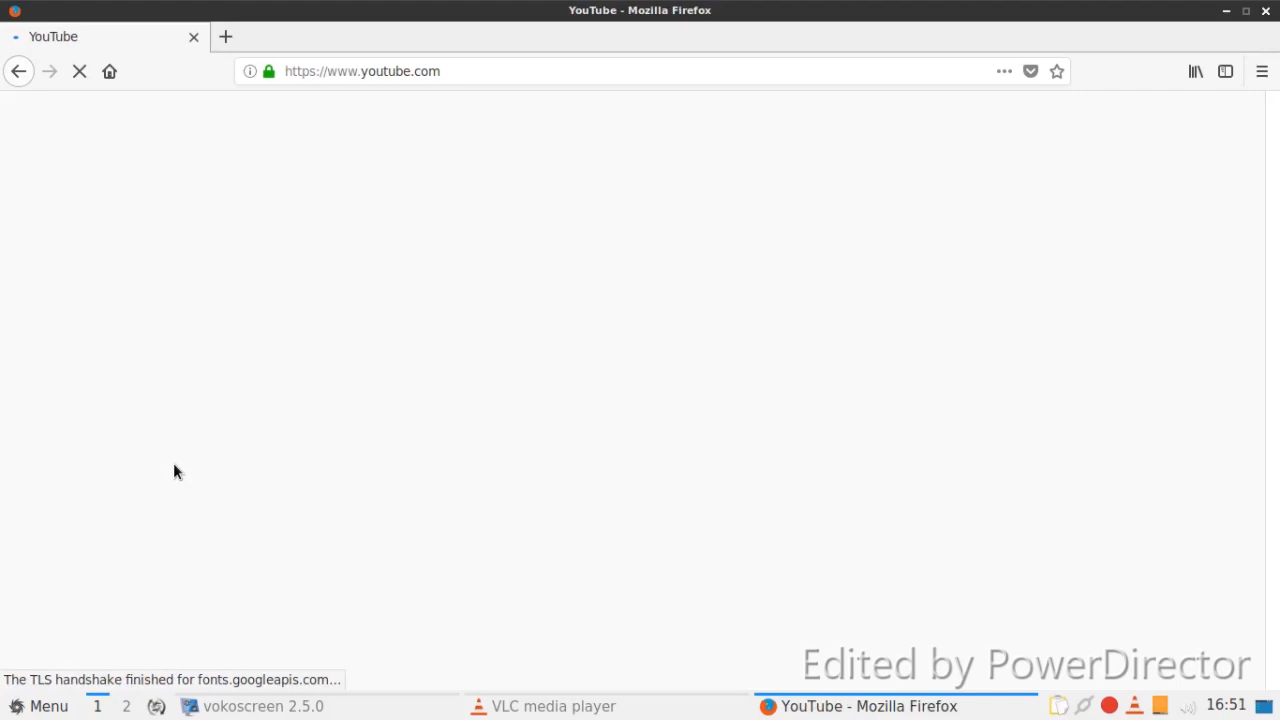 YouTube - Mozilla Firefox
YouTube
https://www.youtube.com
Edited by PowerDirector
The TLS handshake finished for fonts.googleapis.com...
Menu 1 2 vokoscreen 2.5.0 VLC media player YouTube - Mozilla Firefox 16:51